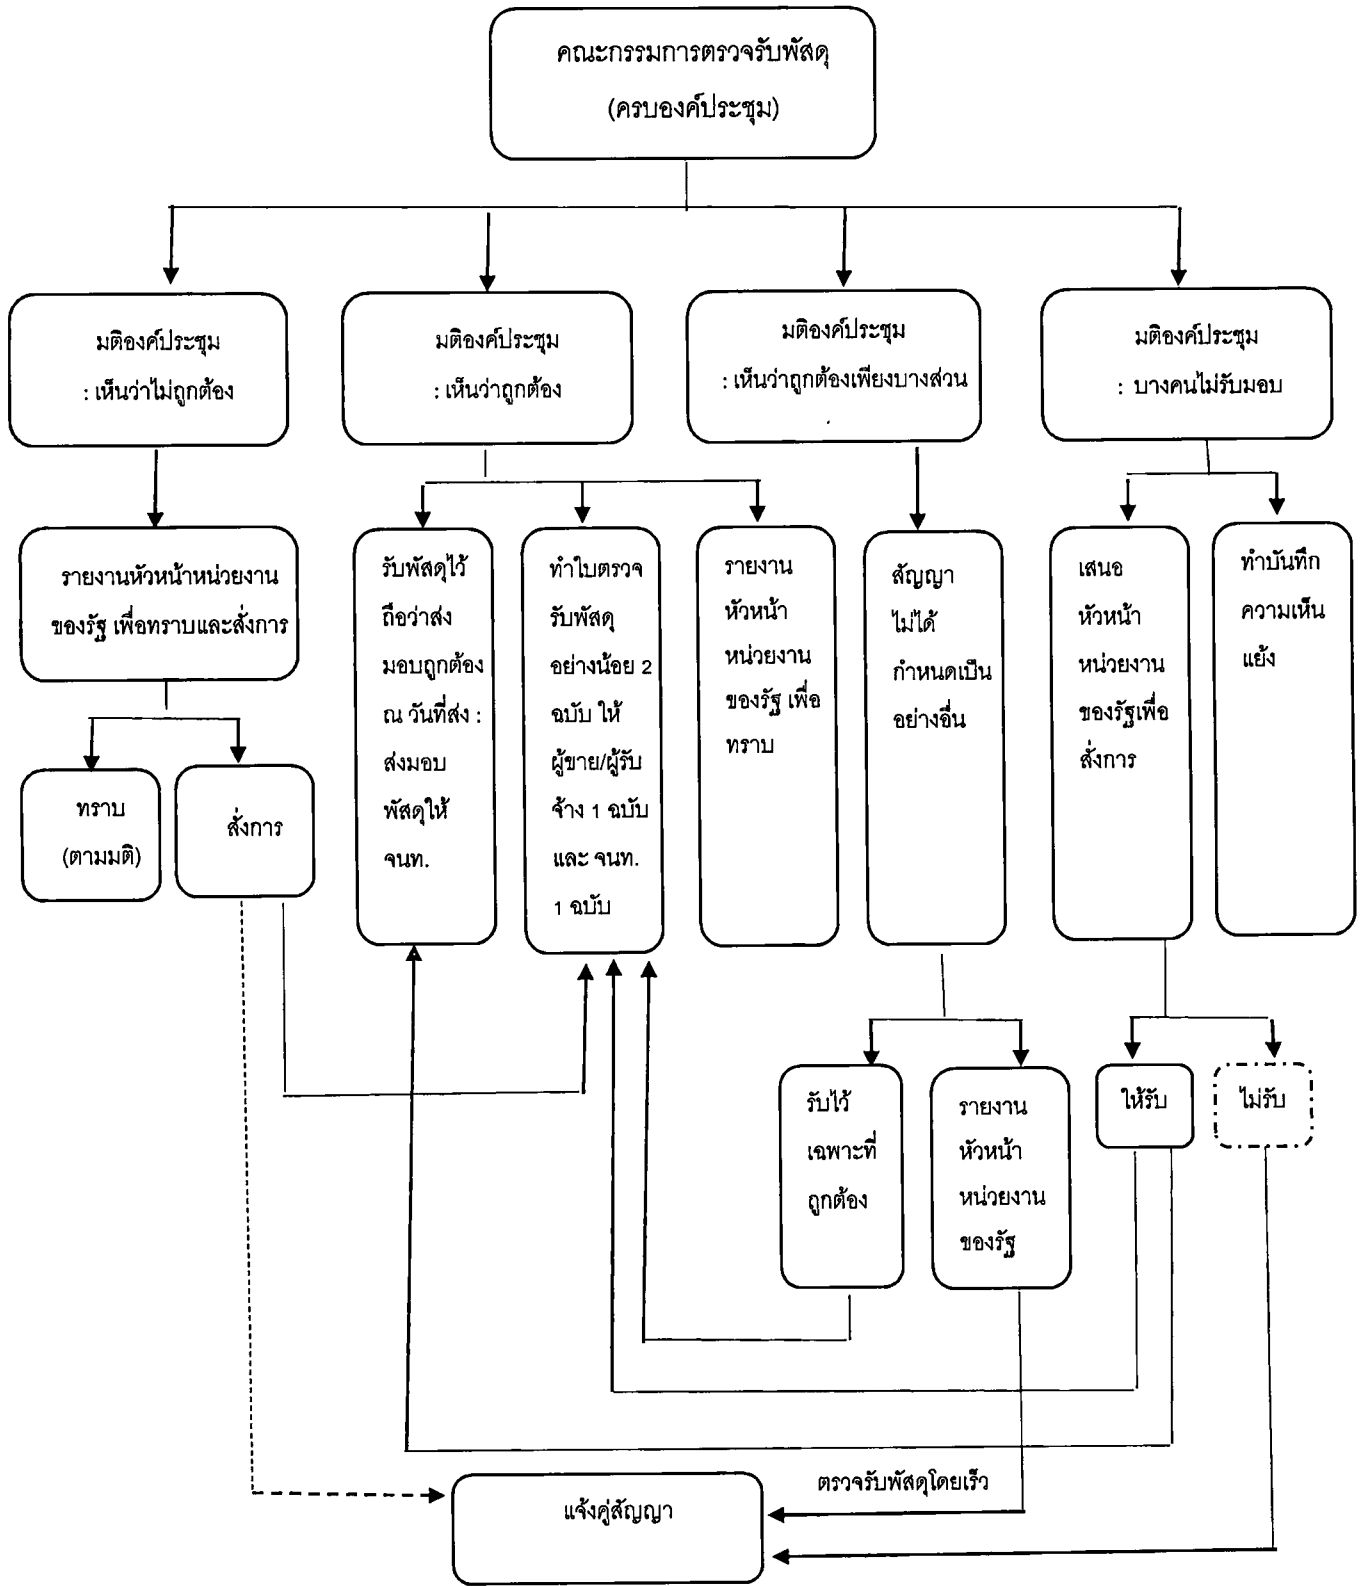 คณะกรรมการตรวจรับพัสดุ
(ครบองค์ประชุม)
มติองค์ประชุม
: เห็นว่าไม่ถูกต้อง
มติองค์ประชุม
: เห็นว่าถูกต้อง
มติองค์ประชุม
: เห็นว่าถูกต้องเพียงบางส่วน
มติองค์ประชุม
: บางคนไม่รับมอบ
รายงานหัวหน้าหน่วยงาน
ของรัฐ เพื่อทราบและสั่งการ
รับพัสดุไว้
ถือว่าส่ง
มอบถูกต้อง
ณ วันที่ส่ง :
ส่งมอบ
พัสดุให้
จนท.
ทำใบตรวจ
รับพัสดุ
อย่างน้อย 2
ฉบับ ให้
ผู้ขาย/ผู้รับ
จ้าง 1 ฉบับ
และ จนท.
1 ฉบับ
รายงาน
หัวหน้า
หน่วยงาน
ของรัฐ เพื่อ
ทราบ
สัญญา
ไม่ได้
กำหนดเป็น
อย่างอื่น
เสนอ
หัวหน้า
หน่วยงาน
ของรัฐเพื่อ
สั่งการ
ทำบันทึก
ความเห็น
แย้ง
ทราบ
(ตามมติ)
สั่งการ
รับไว้
เฉพาะที่
ถูกต้อง
รายงาน
หัวหน้า
หน่วยงาน
ของรัฐ
ให้รับ
ไม่รับ
ตรวจรับพัสดุโดยเร็ว
แจ้งคู่สัญญา